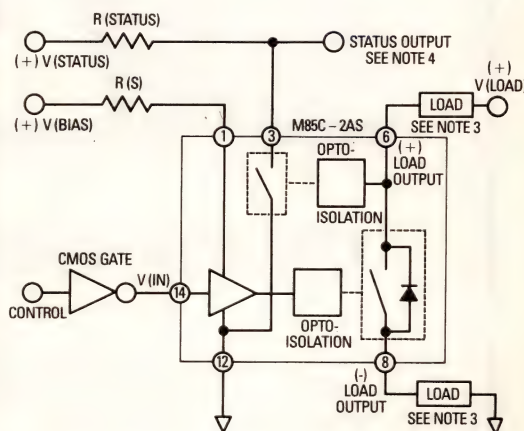 R (STATUS)
(+) V (STATUS)
STATUS OUTPUT
SEE NOTE 4
R (S)
(+) V (BIAS)
(+)
V (LOAD)
LOAD
SEE NOTE 3
1
3
M85C – 2AS
6
OPTO-
ISOLATION
(+)
LOAD
OUTPUT
CMOS GATE
V (IN)
14
CONTROL
OPTO-
ISOLATION
12
8
(-)
LOAD
OUTPUT
LOAD
SEE NOTE 3